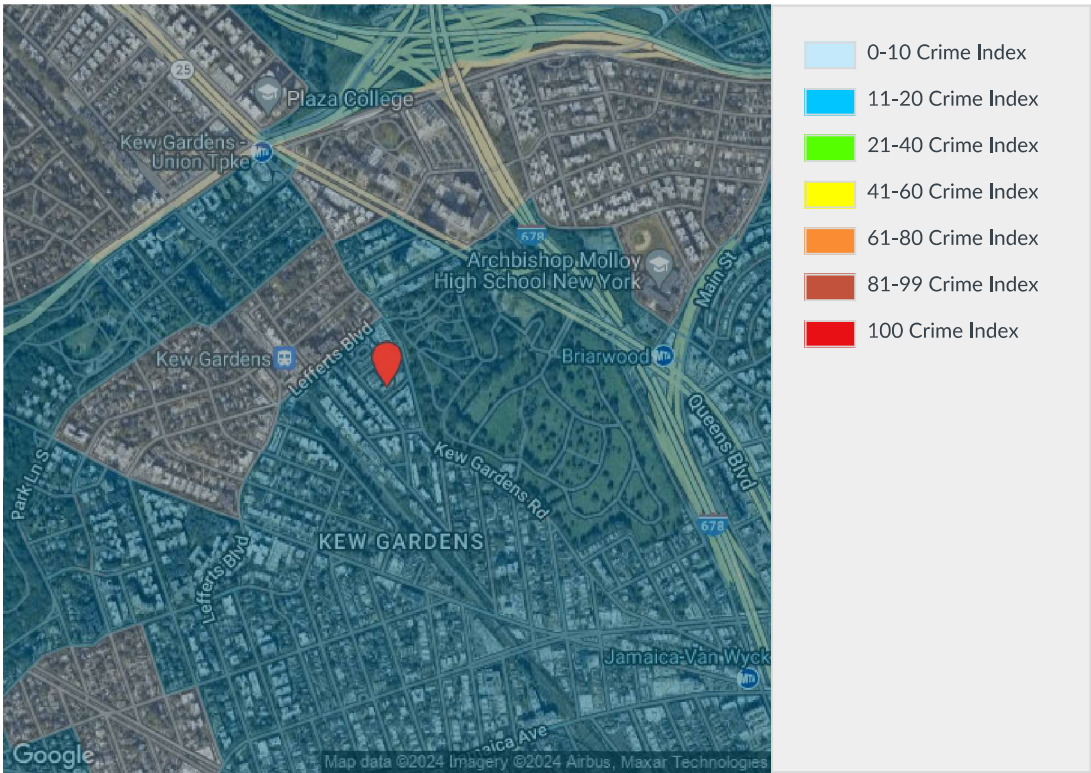 25
Plaza College
Kew Gardens -
Union Tpke
678
Archbishop Molloy
High School New York
Main St
Kew Gardens
Lefferts Blvd
Briarwood
Queens Blvd
Park Ln S
Kew Gardens Rd
678
KEW GARDENS
Lefferts Blvd
Jamaica-Van Wyck
aica Ave
Google
Map data ©2024 Imagery ©2024 Airbus, Maxar Technologies
0-10 Crime Index
11-20 Crime Index
21-40 Crime Index
41-60 Crime Index
61-80 Crime Index
81-99 Crime Index
100 Crime Index